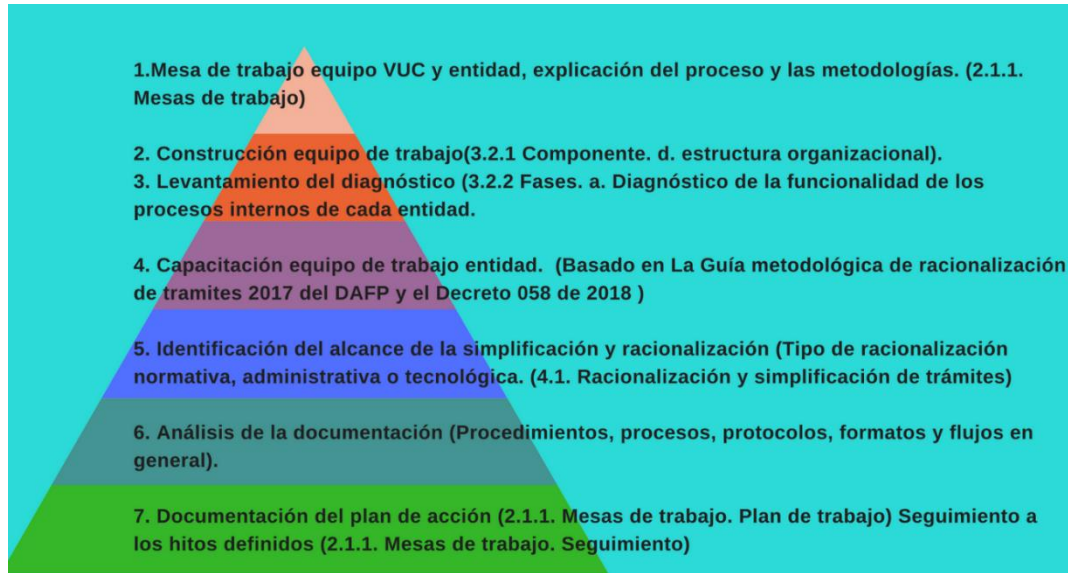 1.Mesa de trabajo equipo VUC y entidad, explicación del proceso y las metodologías. (2.1.1.
Mesas de trabajo)
2. Construcción equipo de trabajo(3.2.1 Componente. d. estructura organizacional).
3. Levantamiento del diagnóstico (3.2.2 Fases. a. Diagnóstico de la funcionalidad de los
procesos internos de cada entidad.
4. Capacitación equipo de trabajo entidad.  (Basado en La Guía metodológica de racionalización
de tramites 2017 del DAFP y el Decreto 058 de 2018 )
5. Identificación del alcance de la simplificación y racionalización (Tipo de racionalización
normativa, administrativa o tecnológica. (4.1. Racionalización y simplificación de trámites)
6. Análisis de la documentación (Procedimientos, procesos, protocolos, formatos y flujos en
general).
7. Documentación del plan de acción (2.1.1. Mesas de trabajo. Plan de trabajo) Seguimiento a
los hitos definidos (2.1.1. Mesas de trabajo. Seguimiento)